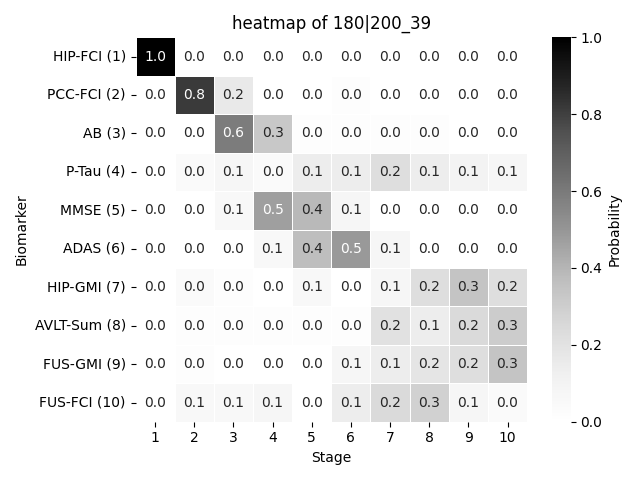 heatmap of 180|200_39
HIP-FCI (1) 1.0 0.0 0.0 0.0 0.0 0.0 0.0 0.0 0.0 0.0
PCC-FCI (2) 0.0 0.8 0.2 0.0 0.0 0.0 0.0 0.0 0.0 0.0
AB (3) 0.0 0.0 0.6 0.3 0.0 0.0 0.0 0.0 0.0 0.0
P-Tau (4) 0.0 0.0 0.1 0.0 0.1 0.1 0.2 0.1 0.1 0.1
MMSE (5) 0.0 0.0 0.1 0.5 0.4 0.1 0.0 0.0 0.0 0.0
ADAS (6) 0.0 0.0 0.0 0.1 0.4 0.5 0.1 0.0 0.0 0.0
HIP-GMI (7) 0.0 0.0 0.0 0.0 0.1 0.0 0.1 0.2 0.3 0.2
AVLT-Sum (8) 0.0 0.0 0.0 0.0 0.0 0.0 0.2 0.1 0.2 0.3
FUS-GMI (9) 0.0 0.0 0.0 0.0 0.0 0.1 0.1 0.2 0.2 0.3
FUS-FCI (10) 0.0 0.1 0.1 0.1 0.0 0.1 0.2 0.3 0.1 0.0
1 2 3 4 5 6 7 8 9 10
Stage
Biomarker
1.0
0.8
0.6
0.4
0.2
0.0
Probability